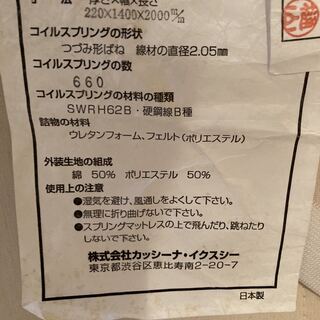 寸 法 厚さ×幅×長さ
220×1400×2000m/m
コイルスプリングの形状
つづみ形ばね 線材の直径2.05㎜
コイルスプリングの数
660
コイルスプリングの材料の種類
SWRH62B・硬鋼線B種
詰物の材料
ウレタンフォーム、フェルト(ポリエステル)
外装生地の組成
綿 50% ポリエステル 50%
使用上の注意
●湿気を避け、風通しをよくして下さい。
●無理に折り曲げないで下さい。
●スプリングマットレスの上で飛んだり、跳ねたり
しないで下さい。
株式会社カッシーナ・イクスシー
東京都渋谷区恵比寿南2-20-7
日本製